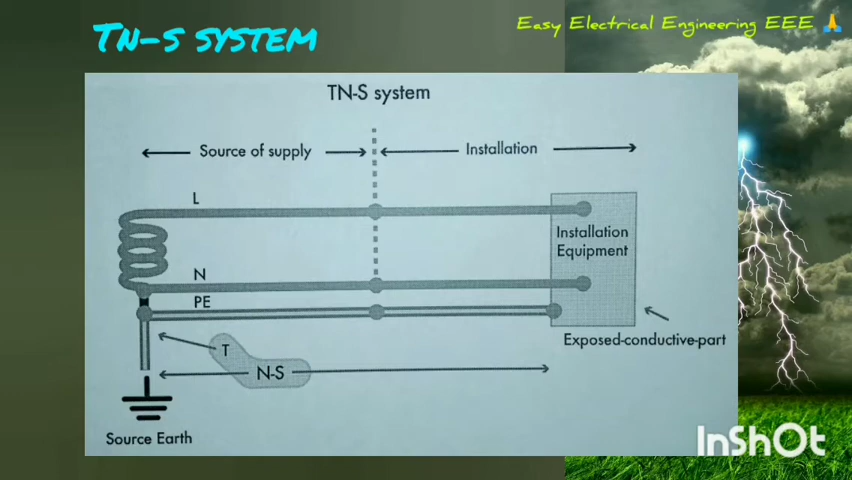 TN-S SYSTEM
Easy Electrical Engineering EEE 🙏
TN-S system
Source of supply
Installation
L
Installation
Equipment
N
PE
Exposed-conductive-part
T
N-S
Source Earth
InShOt